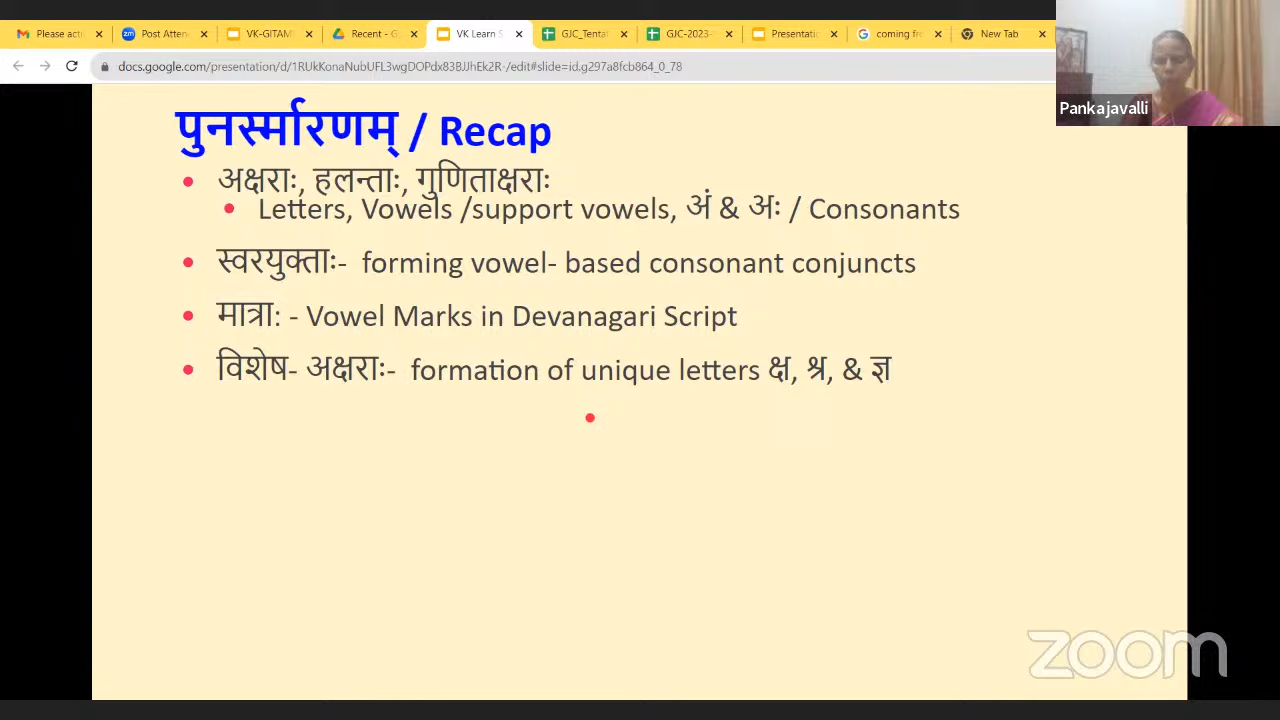 Please acti
Post Atten
VK-GITAM
Recent - G
VK Learn S
GJC_Tenta
GJC-2023-
Presentatio
coming fro
New Tab
docs.google.com/presentation/d/1RUkKonaNubUFL3wgDOPdx83BJJhEk2R-/edit#slide=id.g297a8fcb864_0_78
Pankajavalli
पुनर्स्मारणम् / Recap
अक्षराः, हलन्ताः, गुणिताक्षराः
Letters, Vowels /support vowels, अं & अः / Consonants
स्वरयुक्ताः- forming vowel- based consonant conjuncts
मात्रा: - Vowel Marks in Devanagari Script
विशेष- अक्षराः- formation of unique letters क्ष, श्र, & ज्ञ
zoom